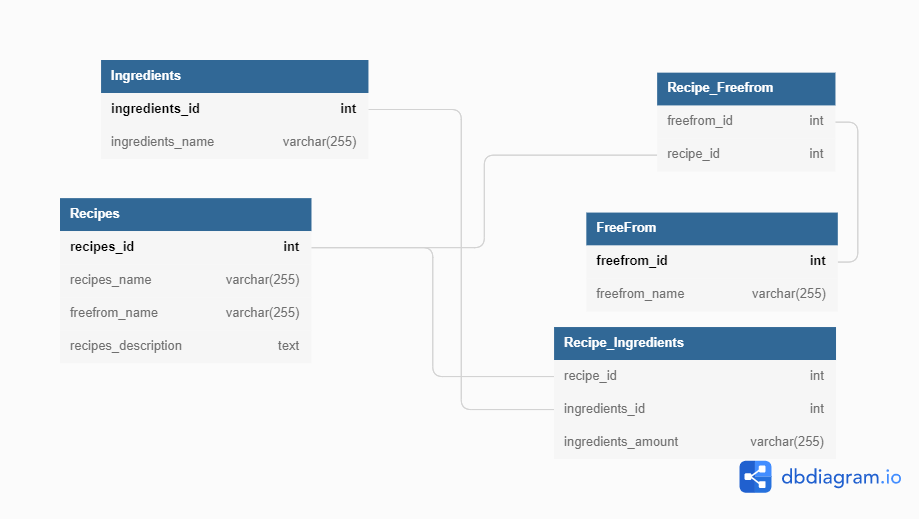 Ingredients
ingredients_id int
ingredients_name varchar(255)
Recipes
recipes_id int
recipes_name varchar(255)
freefrom_name varchar(255)
recipes_description text
Recipe_Freefrom
freefrom_id int
recipe_id int
FreeFrom
freefrom_id int
freefrom_name varchar(255)
Recipe_Ingredients
recipe_id int
ingredients_id int
ingredients_amount varchar(255)
dbdiagram.io